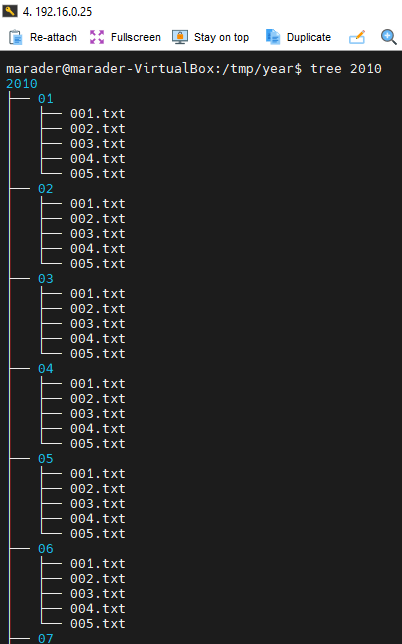 4. 192.16.0.25
Re-attach Fullscreen Stay on top Duplicate
marader@marader-VirtualBox:/tmp/year$ tree 2010
2010
├── 01
│   ├── 001.txt
│   ├── 002.txt
│   ├── 003.txt
│   ├── 004.txt
│   └── 005.txt
├── 02
│   ├── 001.txt
│   ├── 002.txt
│   ├── 003.txt
│   ├── 004.txt
│   └── 005.txt
├── 03
│   ├── 001.txt
│   ├── 002.txt
│   ├── 003.txt
│   ├── 004.txt
│   └── 005.txt
├── 04
│   ├── 001.txt
│   ├── 002.txt
│   ├── 003.txt
│   ├── 004.txt
│   └── 005.txt
├── 05
│   ├── 001.txt
│   ├── 002.txt
│   ├── 003.txt
│   ├── 004.txt
│   └── 005.txt
├── 06
│   ├── 001.txt
│   ├── 002.txt
│   ├── 003.txt
│   ├── 004.txt
│   └── 005.txt
├── 07